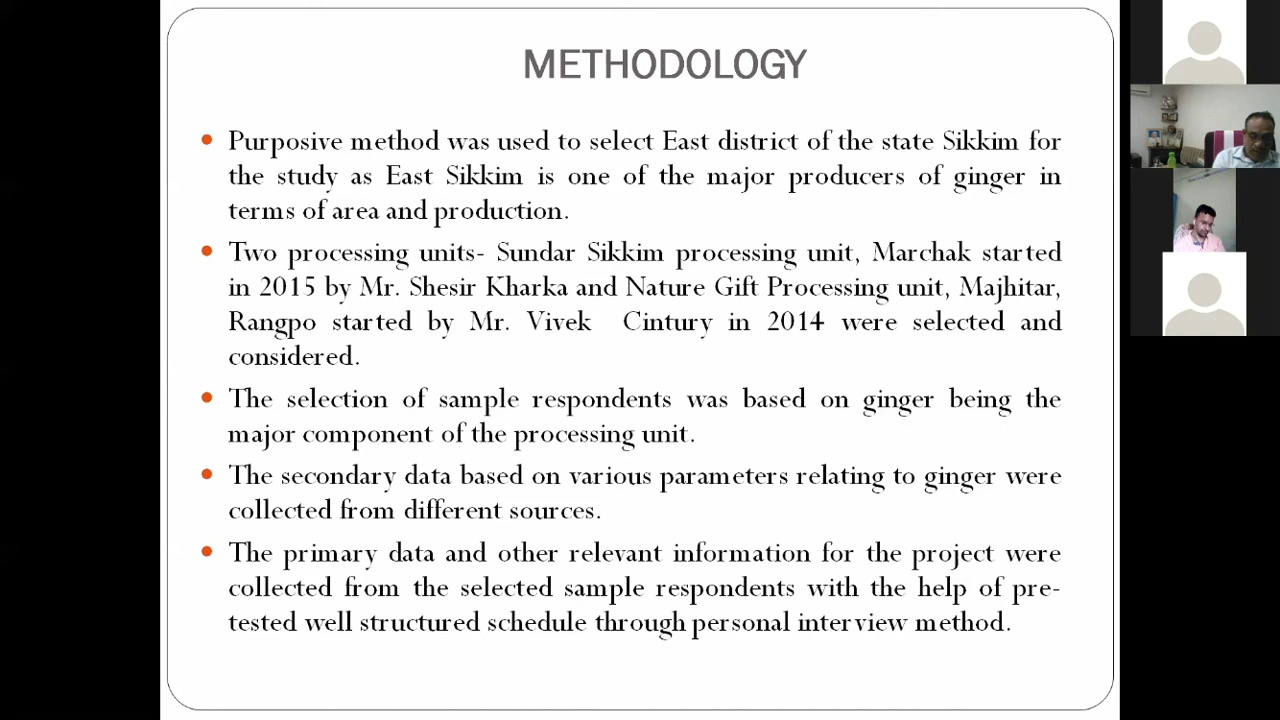 METHODOLOGY
Purposive method was used to select East district of the state Sikkim for
the study as East Sikkim is one of the major producers of ginger in
terms of area and production.
Two processing units- Sundar Sikkim processing unit, Marchak started
in 2015 by Mr. Shesir Kharka and Nature Gift Processing unit, Majhitar,
Rangpo started by Mr. Vivek Cintury in 2014 were selected and
considered.
The selection of sample respondents was based on ginger being the
major component of the processing unit.
The secondary data based on various parameters relating to ginger were
collected from different sources.
The primary data and other relevant information for the project were
collected from the selected sample respondents with the help of pre-
tested well structured schedule through personal interview method.